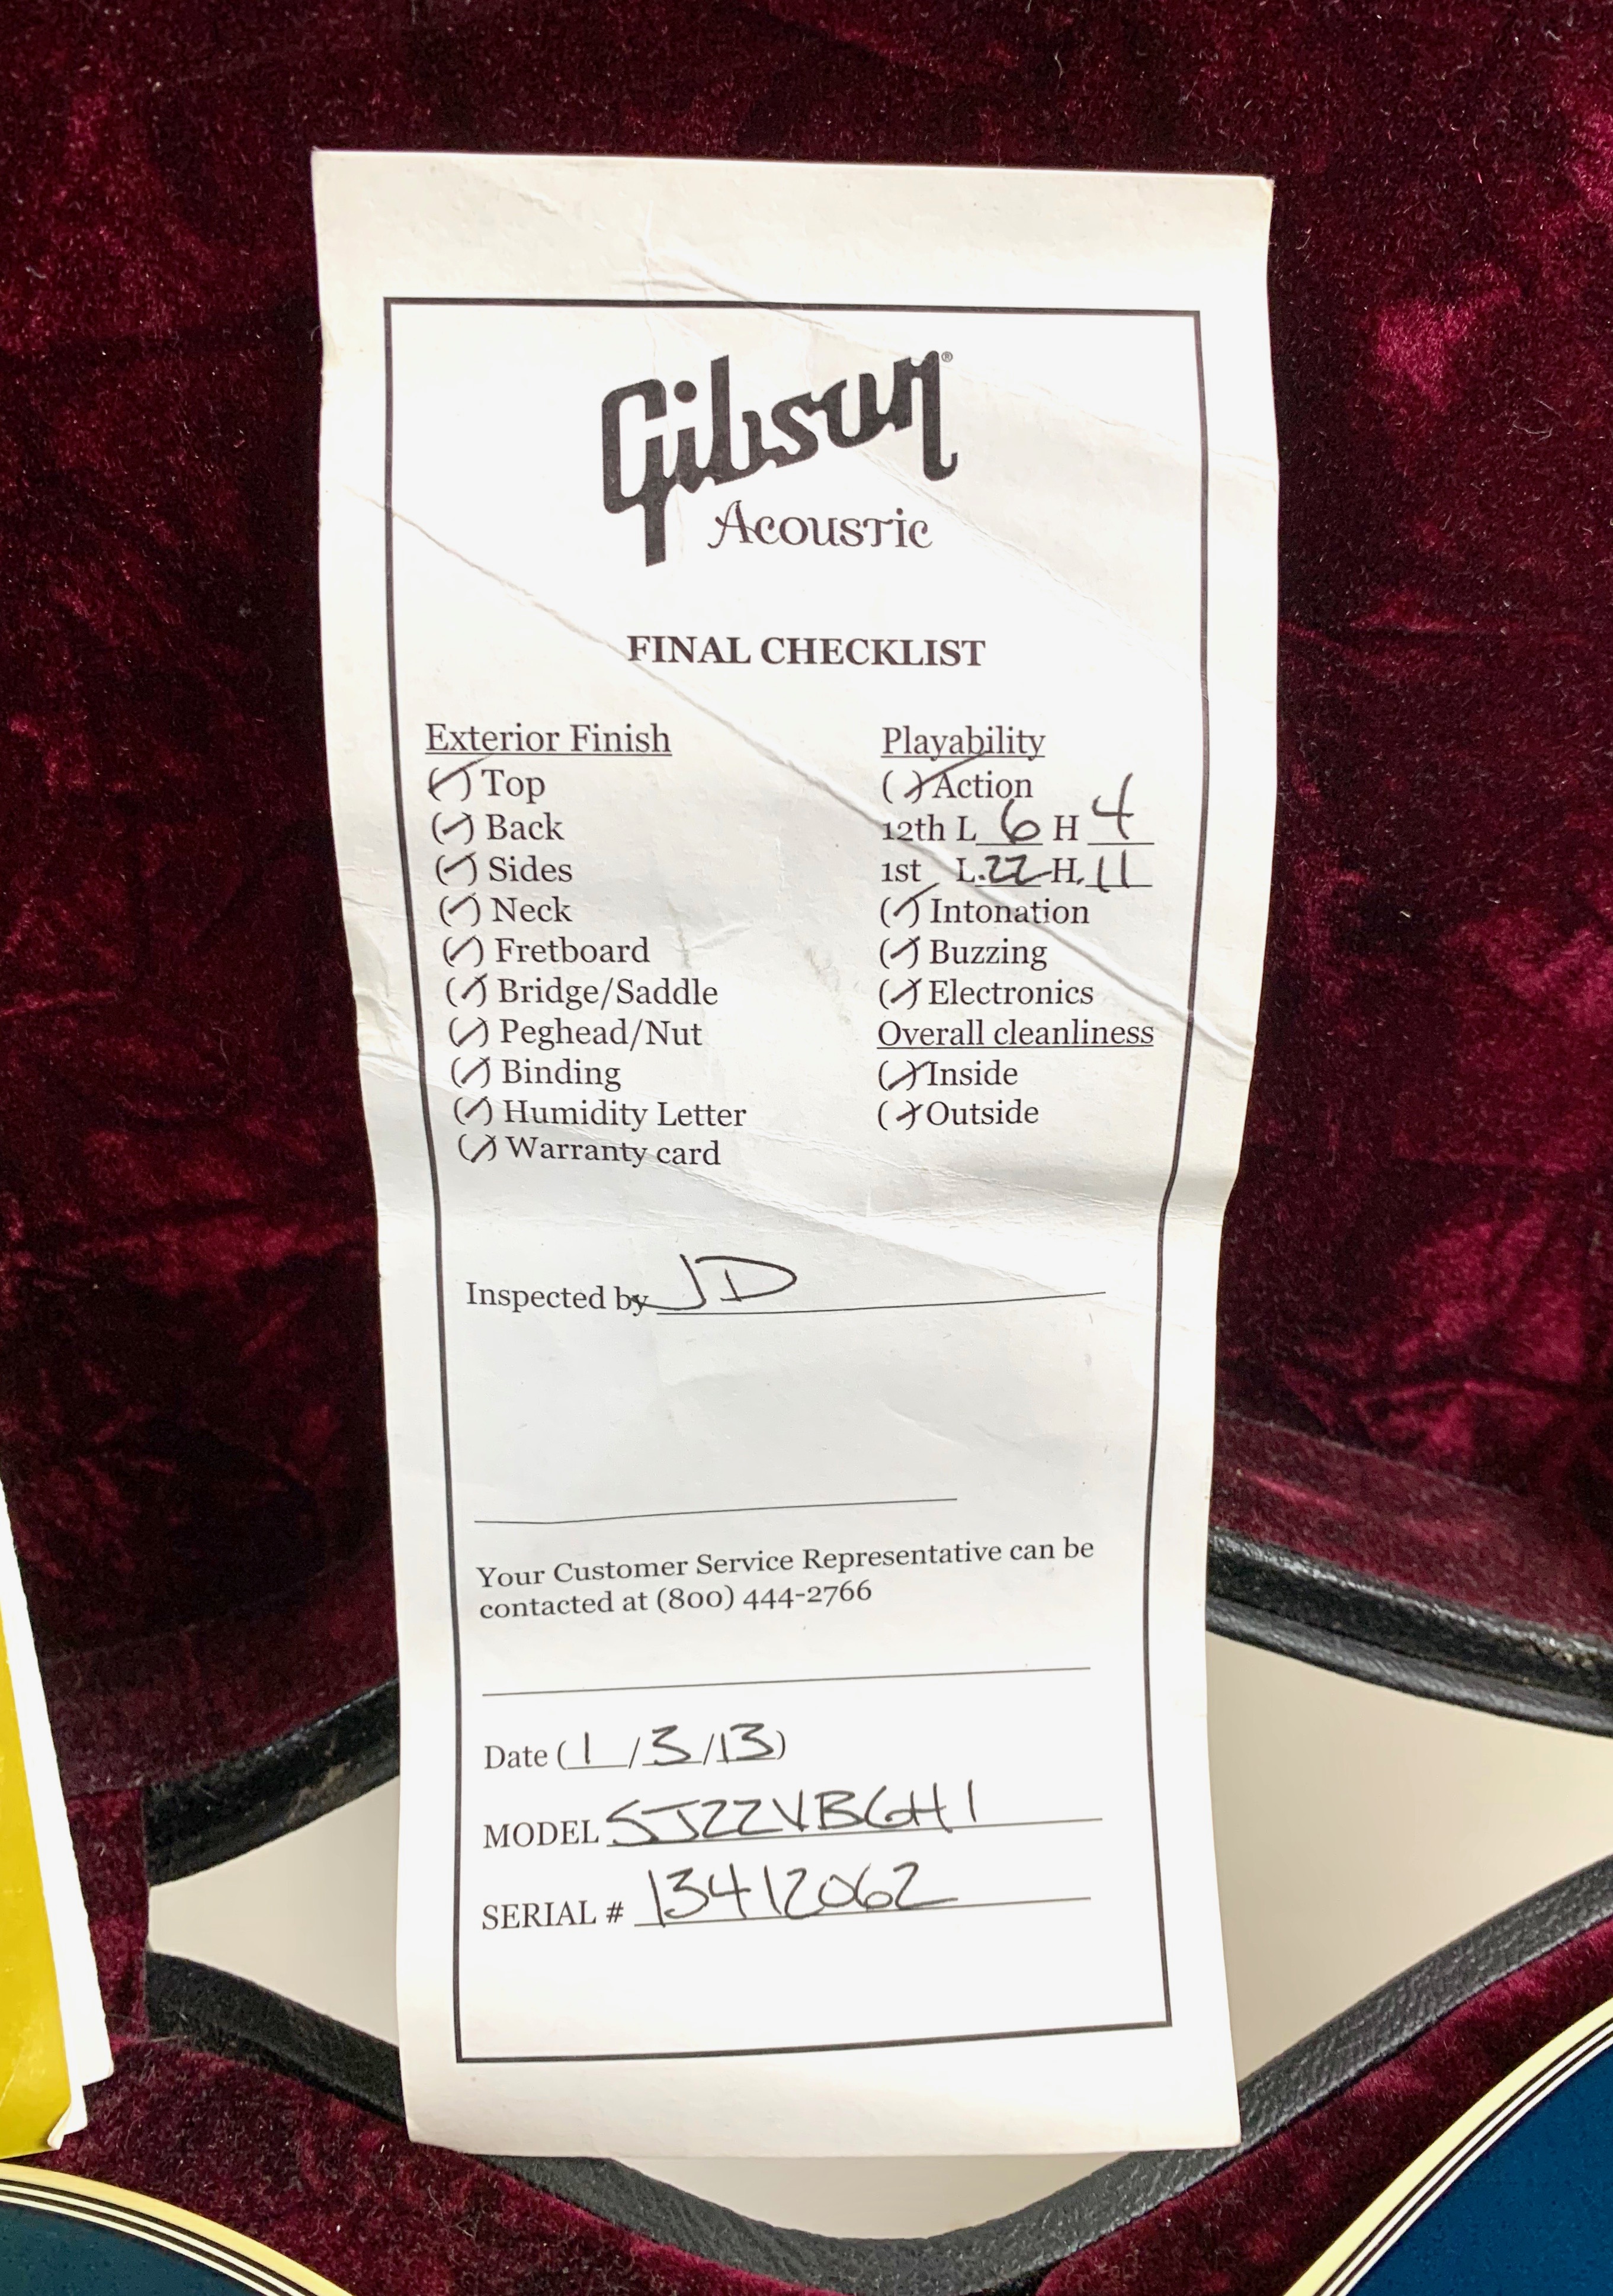 Gibson®
Acoustic
FINAL CHECKLIST
Exterior Finish
(✓) Top
(✓) Back
(✓) Sides
(✓) Neck
(✓) Fretboard
(✓) Bridge/Saddle
(✓) Peghead/Nut
(✓) Binding
(✓) Humidity Letter
(✓) Warranty card
Playability
(✓) Action
12th L 6 H 4
1st L .22 H .11
(✓) Intonation
(✓) Buzzing
(✓) Electronics
Overall cleanliness
(✓) Inside
(✓) Outside
Inspected by JD
Your Customer Service Representative can be
contacted at (800) 444-2766
Date (1/3/13)
MODEL SJ22VBGH1
SERIAL # 13412062